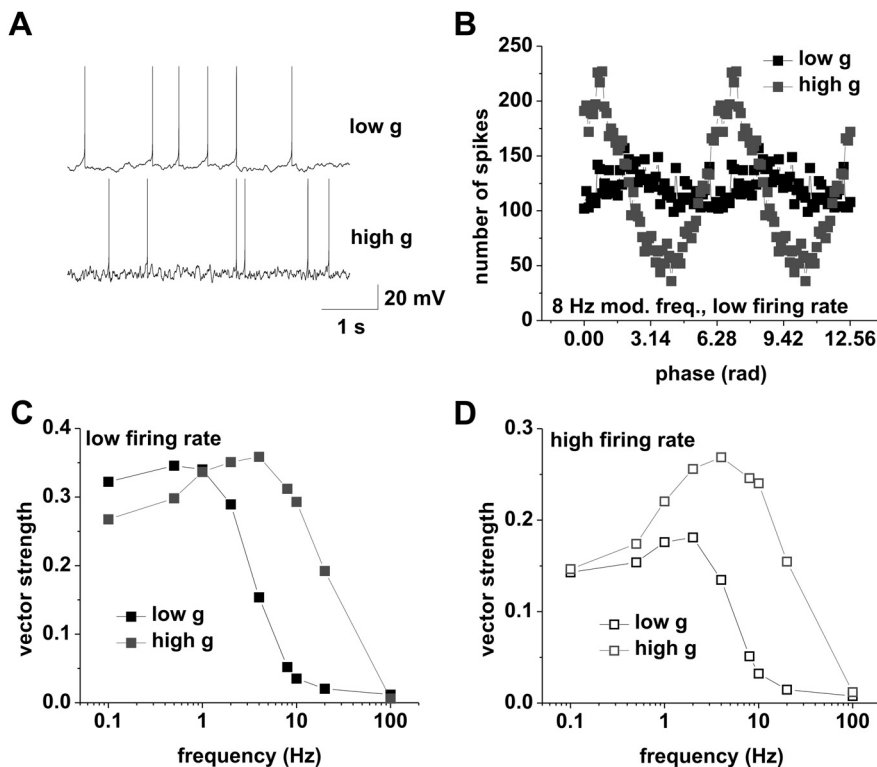 A
low g
high g
20 mV
1 s
B
250
200
150
100
50
0
number of spikes
low g
high g
8 Hz mod. freq., low firing rate
0.00 3.14 6.28 9.42 12.56
phase (rad)
C
0.4
0.3
0.2
0.1
0.0
vector strength
low firing rate
low g
high g
0.1 1 10 100
frequency (Hz)
D
0.3
0.2
0.1
0.0
vector strength
high firing rate
low g
high g
0.1 1 10 100
frequency (Hz)